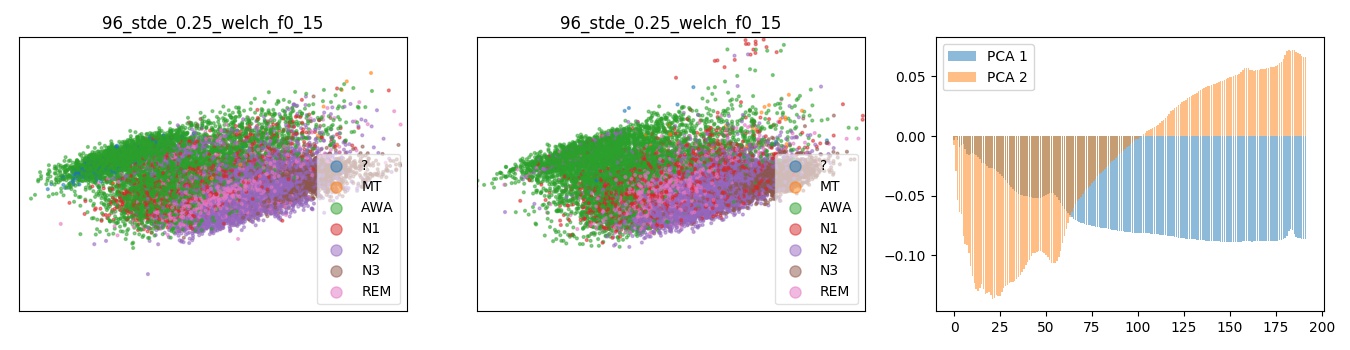 96_stde_0.25_welch_f0_15
?
MT
AWA
N1
N2
N3
REM
96_stde_0.25_welch_f0_15
?
MT
AWA
N1
N2
N3
REM
PCA 1
PCA 2
0.05
0.00
−0.05
−0.10
0 25 50 75 100 125 150 175 200